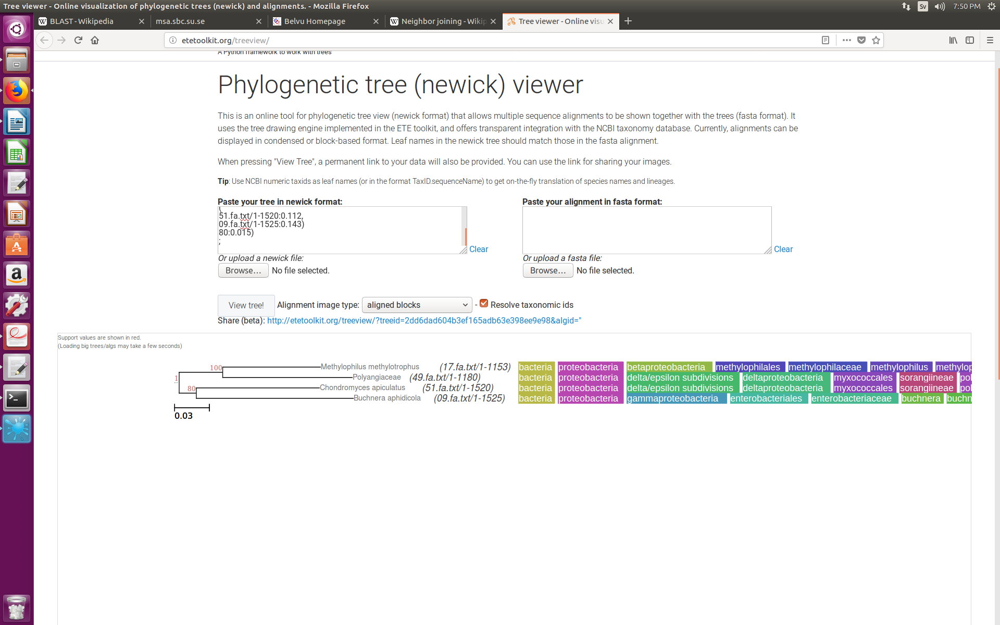 Tree viewer - Online visualization of phylogenetic trees (newick) and alignments. - Mozilla Firefox
Sv 7:50 PM
W BLAST - Wikipedia
msa.sbc.su.se
Belvu Homepage
W Neighbor joining - Wikip
Tree viewer - Online visu
etetoolkit.org/treeview/
A Python framework to work with trees
Phylogenetic tree (newick) viewer
This is an online tool for phylogenetic tree view (newick format) that allows multiple sequence alignments to be shown together with the trees (fasta format). It
uses the tree drawing engine implemented in the ETE toolkit, and offers transparent integration with the NCBI taxonomy database. Currently, alignments can be
displayed in condensed or block-based format. Leaf names in the newick tree should match those in the fasta alignment.
When pressing "View Tree", a permanent link to your data will also be provided. You can use the link for sharing your images.
Tip: Use NCBI numeric taxids as leaf names (or in the format TaxID.sequenceName) to get on-the-fly translation of species names and lineages.
Paste your tree in newick format:
(
51.fa.txt/1-1520:0.112,
09.fa.txt/1-1525:0.143)
80:0.015)
;
Clear
Or upload a newick file:
Browse... No file selected.
Paste your alignment in fasta format:
Clear
Or upload a fasta file:
Browse... No file selected.
View tree! Alignment image type: aligned blocks - Resolve taxonomic ids
Share (beta): http://etetoolkit.org/treeview/?treeid=2dd6dad604b3ef165adb63e398ee9e98&algid="
Support values are shown in red.
(Loading big trees/algs may take a few seconds)
100 Methylophilus methylotrophus (17.fa.txt/1-1153) bacteria proteobacteria betaproteobacteria methylophilales methylophilaceae methylophilus methylop
1 Polyangiaceae (49.fa.txt/1-1180) bacteria proteobacteria delta/epsilon subdivisions deltaproteobacteria myxococcales sorangiineae pol
80 Chondromyces apiculatus (51.fa.txt/1-1520) bacteria proteobacteria delta/epsilon subdivisions deltaproteobacteria myxococcales sorangiineae pol
Buchnera aphidicola (09.fa.txt/1-1525) bacteria proteobacteria gammaproteobacteria enterobacteriales enterobacteriaceae buchnera buchn
0.03